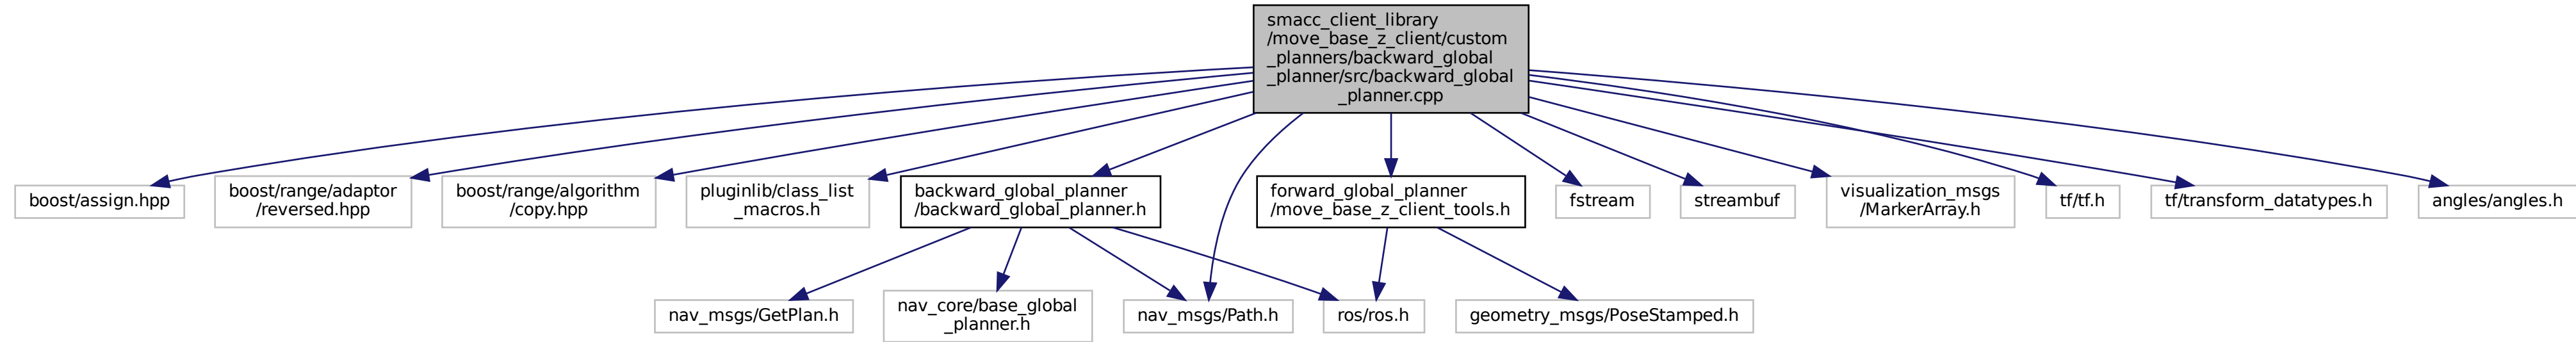 smacc_client_library
/move_base_z_client/custom
_planners/backward_global
_planner/src/backward_global
_planner.cpp
boost/assign.hpp
boost/range/adaptor
/reversed.hpp
boost/range/algorithm
/copy.hpp
pluginlib/class_list
_macros.h
backward_global_planner
/backward_global_planner.h
forward_global_planner
/move_base_z_client_tools.h
fstream
streambuf
visualization_msgs
/MarkerArray.h
tf/tf.h
tf/transform_datatypes.h
angles/angles.h
nav_msgs/GetPlan.h
nav_core/base_global
_planner.h
nav_msgs/Path.h
ros/ros.h
geometry_msgs/PoseStamped.h